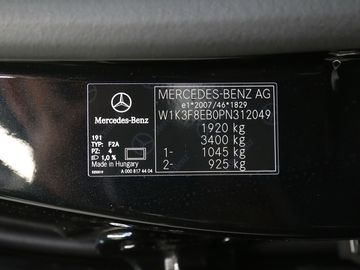 MERCEDES-BENZ AG
e1*2007/46*1829
W1K3F8EB0PN312049
1920 kg
3400 kg
1- 1045 kg
2- 925 kg
Mercedes-Benz
191
TYP: F2A
PZ: 4
1,0 %
Made in Hungary
A 000 817 44 04